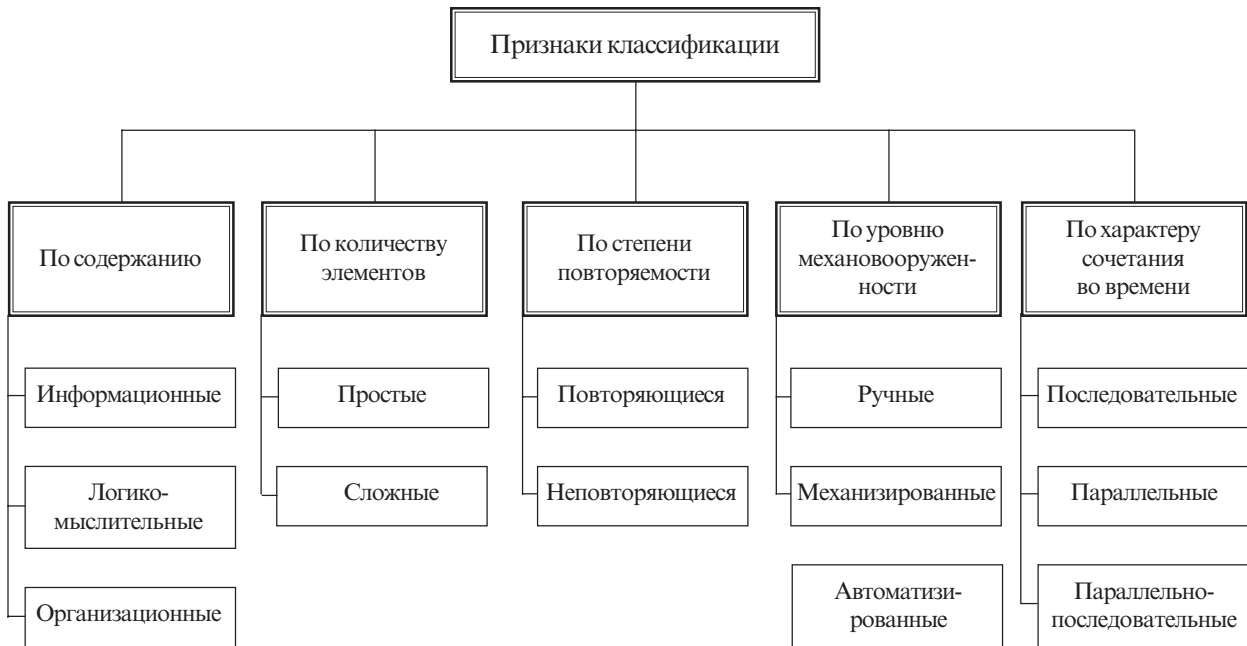 Признаки классификации
По содержанию
По количеству
элементов
По степени
повторяемости
По уровню
механовооружен-
ности
По характеру
сочетания
во времени
Информационные
Логико-
мыслительные
Организационные
Простые
Сложные
Повторяющиеся
Неповторяющиеся
Ручные
Механизированные
Автоматизи-
рованные
Последовательные
Параллельные
Параллельно-
последовательные